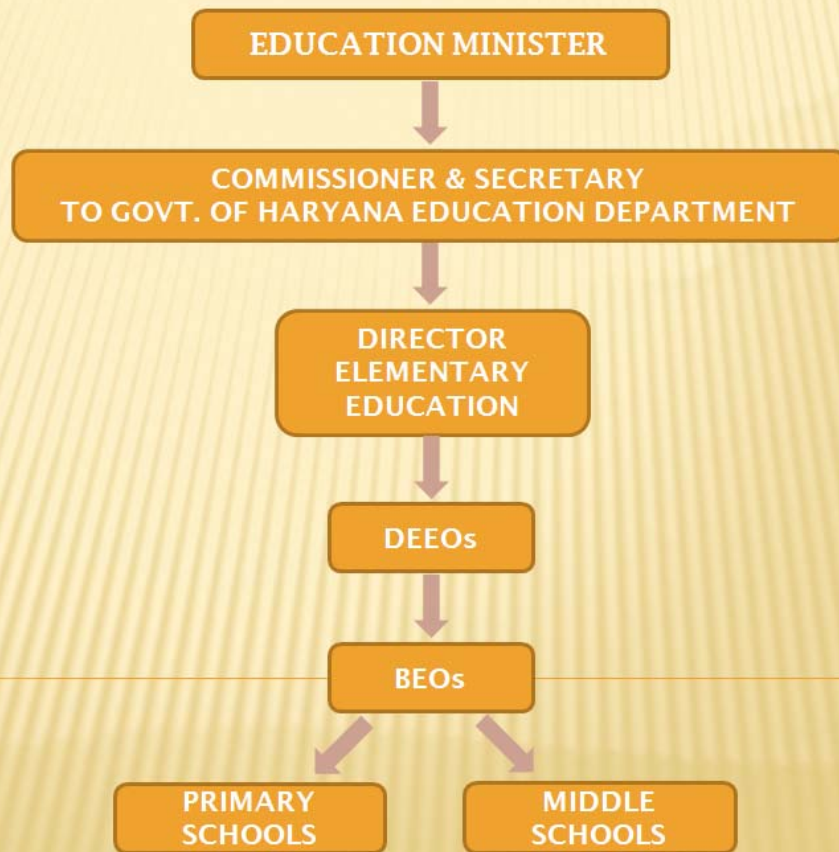 EDUCATION MINISTER
COMMISSIONER & SECRETARY
TO GOVT. OF HARYANA EDUCATION DEPARTMENT
DIRECTOR
ELEMENTARY
EDUCATION
DEEOs
BEOs
PRIMARY
SCHOOLS
MIDDLE
SCHOOLS